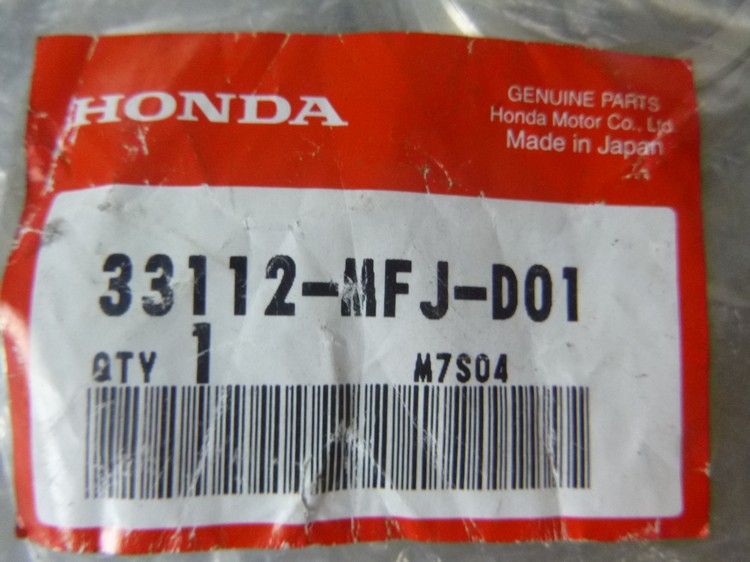 HONDA
GENUINE PARTS
Honda Motor Co., Ltd.
Made in Japan
33112-MFJ-D01
QTY 1 M7S04